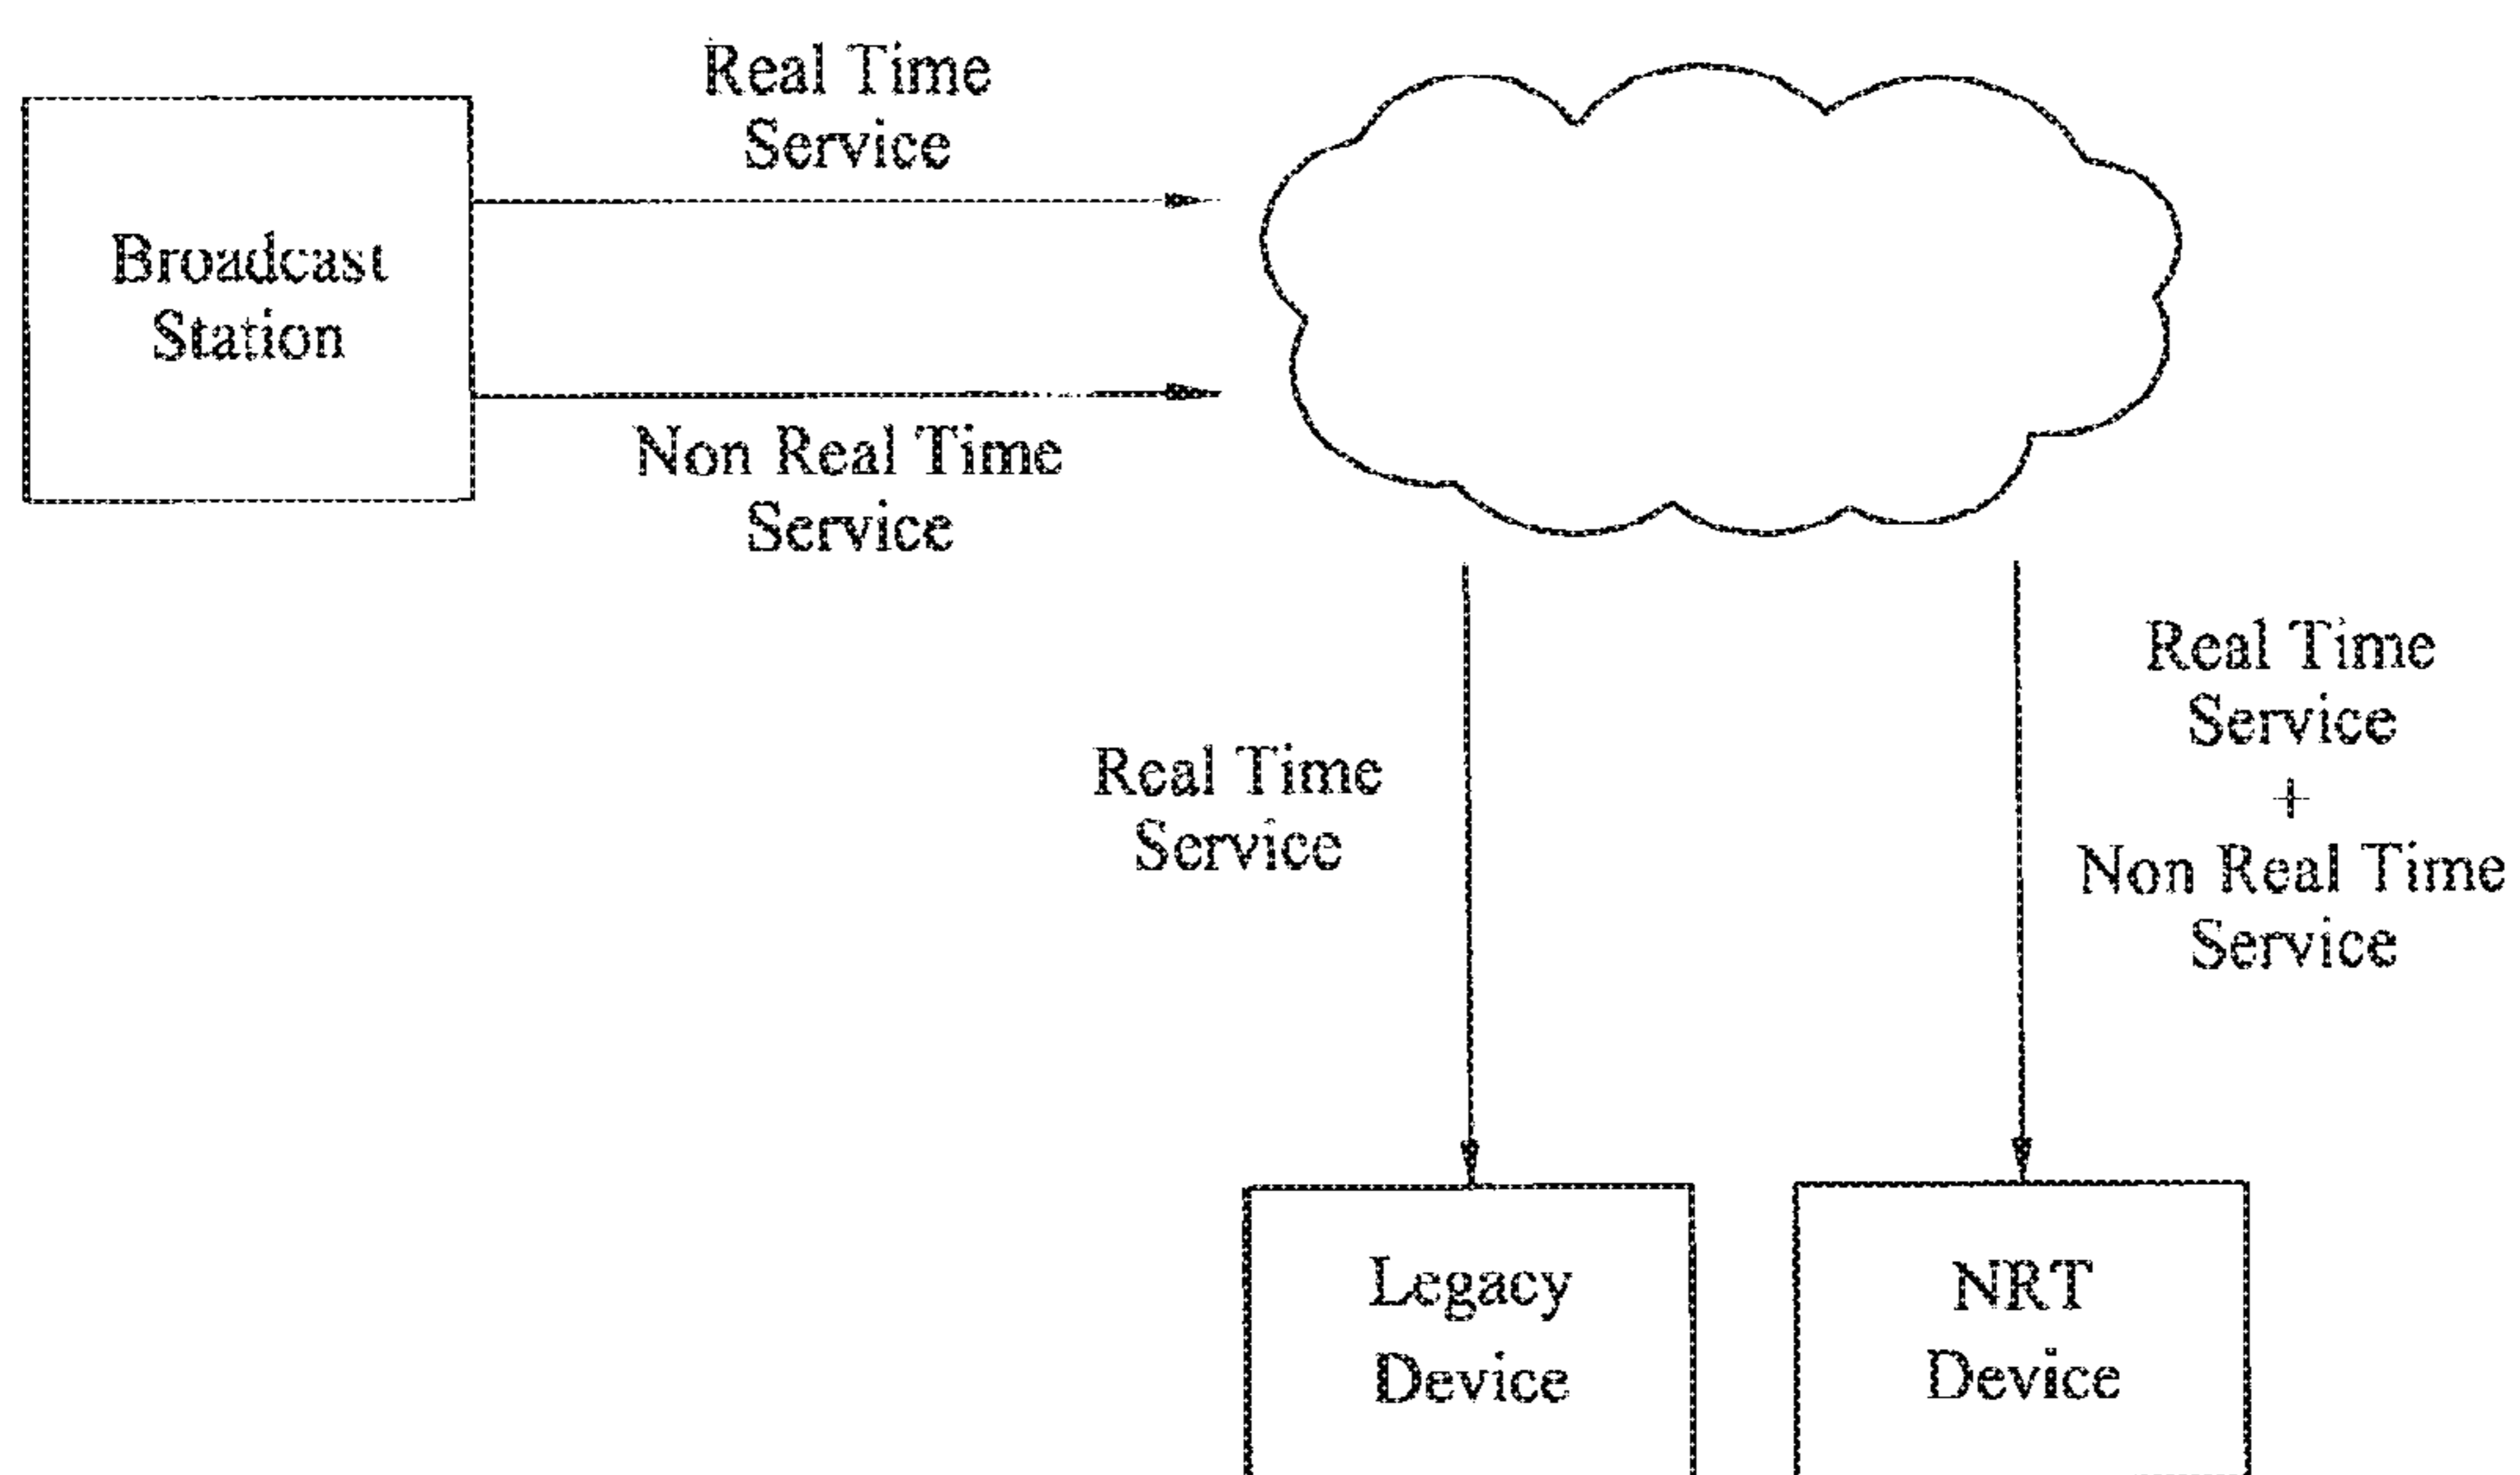 Real Time
Service
Broadcast
Station
Non Real Time
Service
Real Time
Service
Real Time
Service
+
Non Real Time
Service
Legacy
Device
NRT
Device